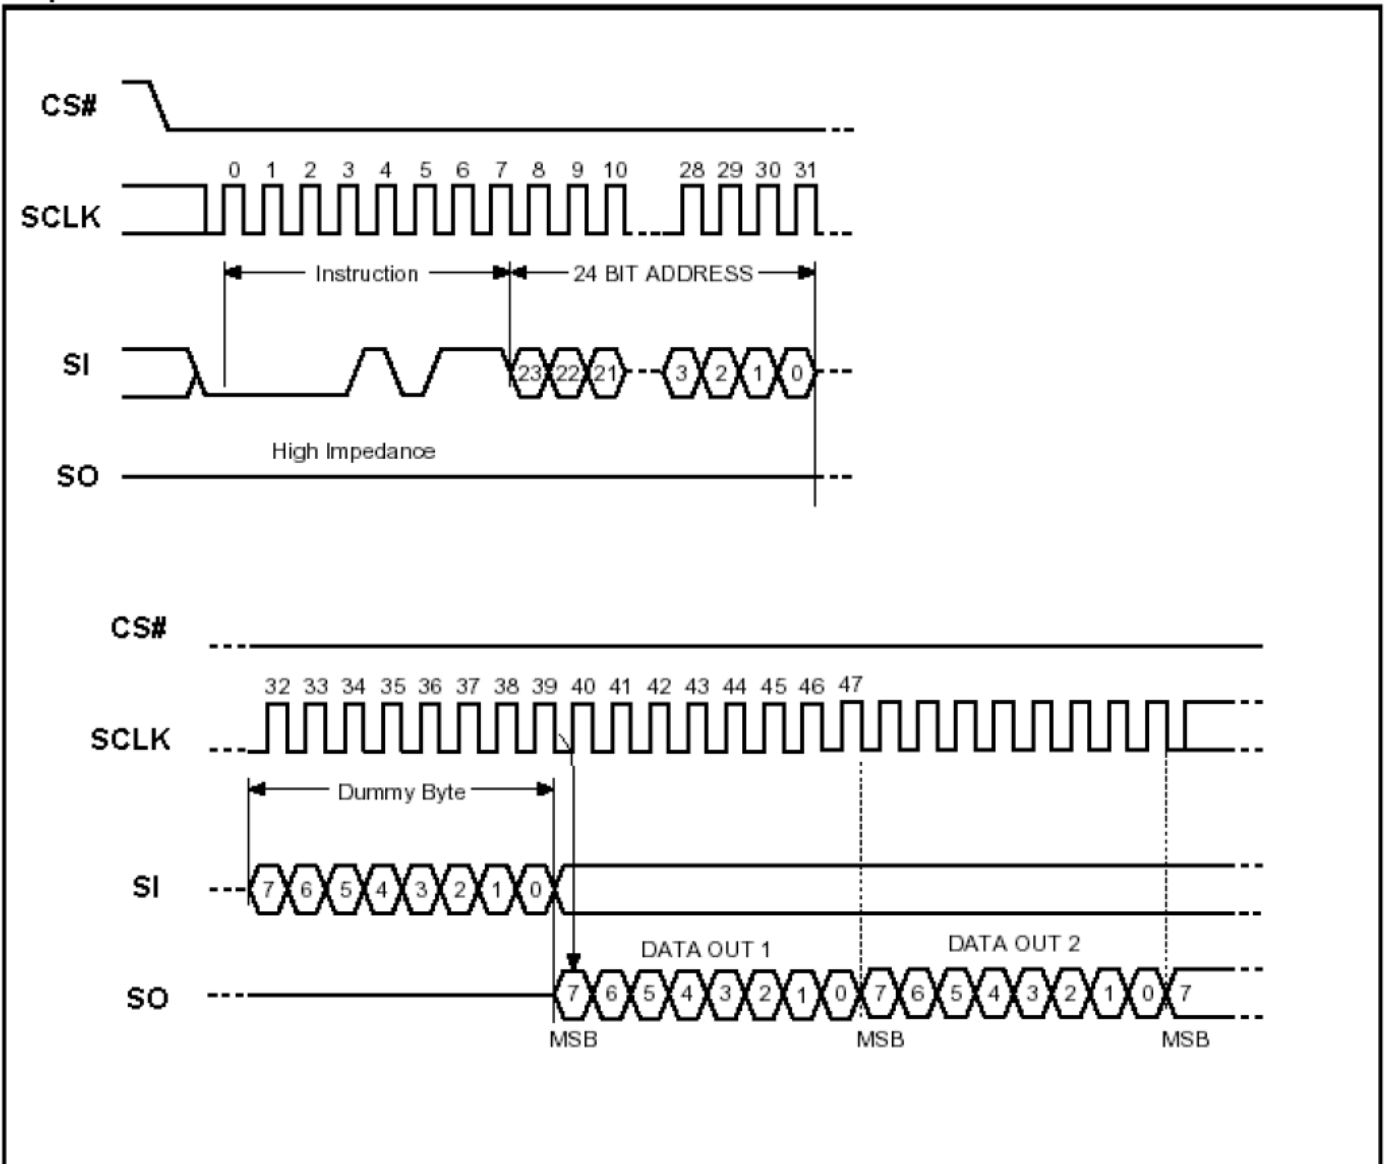 CS#
0 1 2 3 4 5 6 7 8 9 10 28 29 30 31
SCLK
Instruction 24 BIT ADDRESS
SI 23 22 21 3 2 1 0
High Impedance
SO
CS#
32 33 34 35 36 37 38 39 40 41 42 43 44 45 46 47
SCLK
Dummy Byte
SI 7 6 5 4 3 2 1 0
DATA OUT 1 DATA OUT 2
SO 7 6 5 4 3 2 1 0 7 6 5 4 3 2 1 0 7
MSB MSB MSB